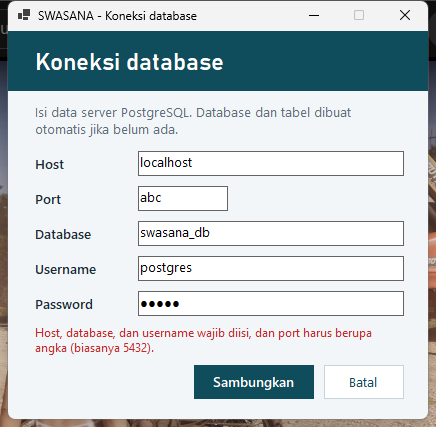 SWASANA - Koneksi database
Koneksi database
Isi data server PostgreSQL. Database dan tabel dibuat
otomatis jika belum ada.
Host
localhost
Port
abc
Database
swasana_db
Username
postgres
Password
●●●●●
Host, database, dan username wajib diisi, dan port harus berupa
angka (biasanya 5432).
Sambungkan
Batal